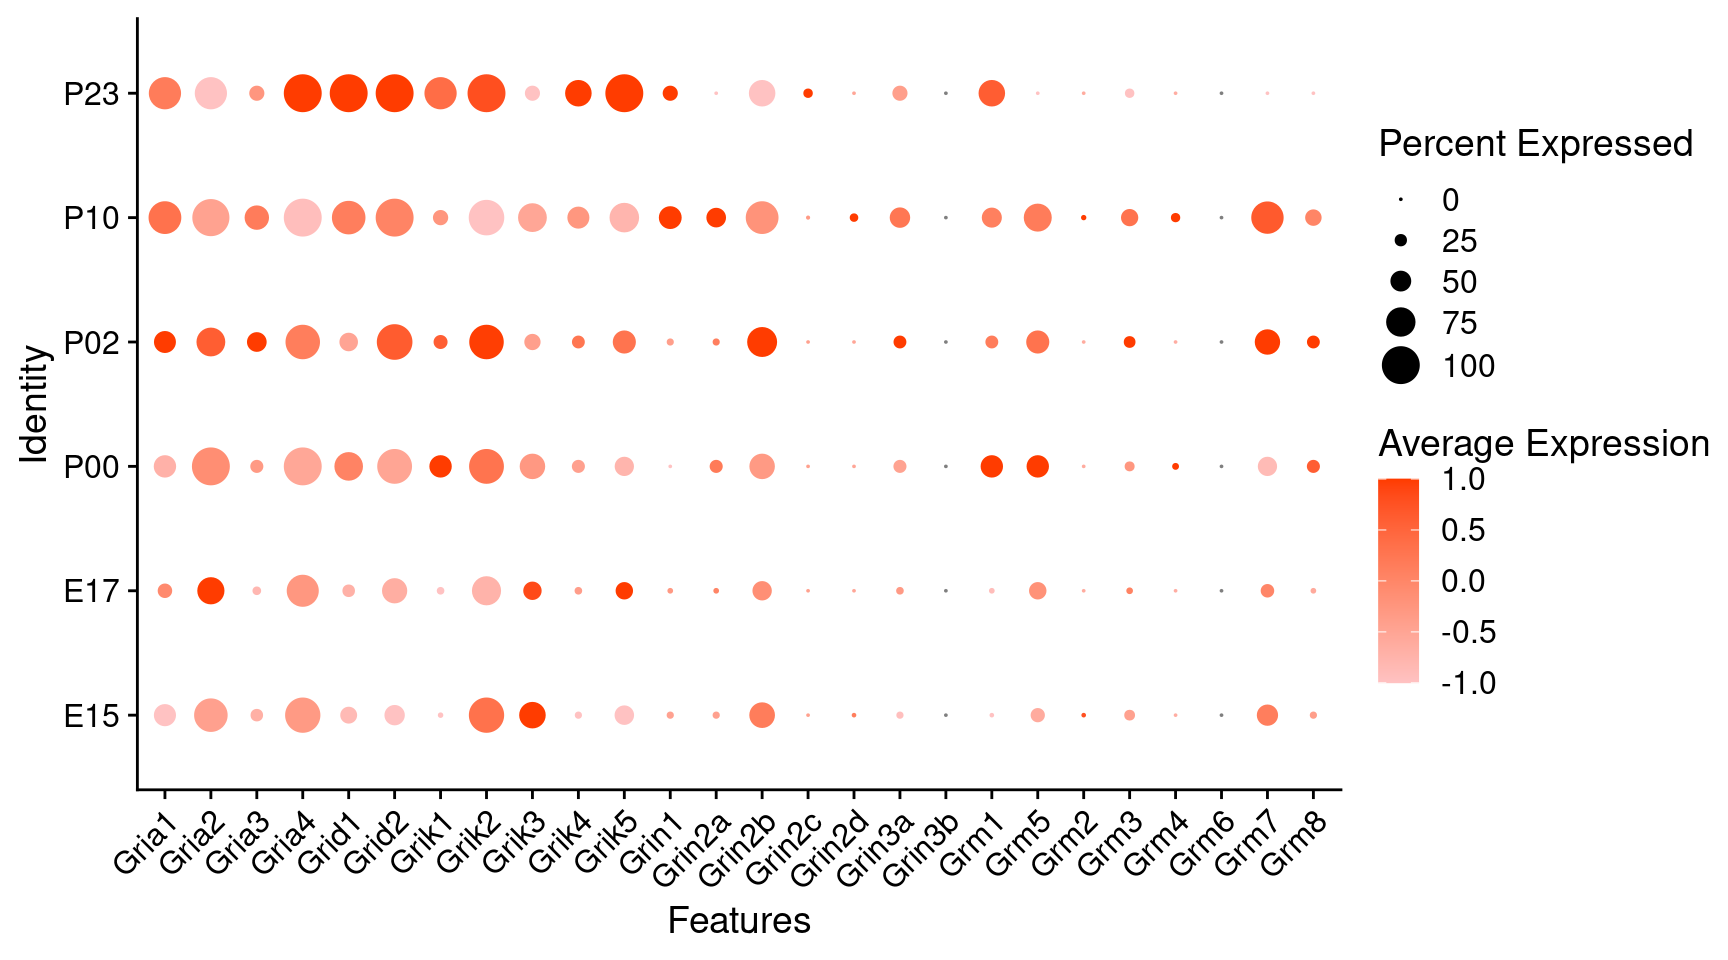 P23
P10
P02
P00
E17
E15
Identity
Gria1
Gria2
Gria3
Gria4
Grid1
Grid2
Grik1
Grik2
Grik3
Grik4
Grik5
Grin1
Grin2a
Grin2b
Grin2c
Grin2d
Grin3a
Grin3b
Grm1
Grm5
Grm2
Grm3
Grm4
Grm6
Grm7
Grm8
Features
Percent Expressed
0
25
50
75
100
Average Expression
1.0
0.5
0.0
-0.5
-1.0